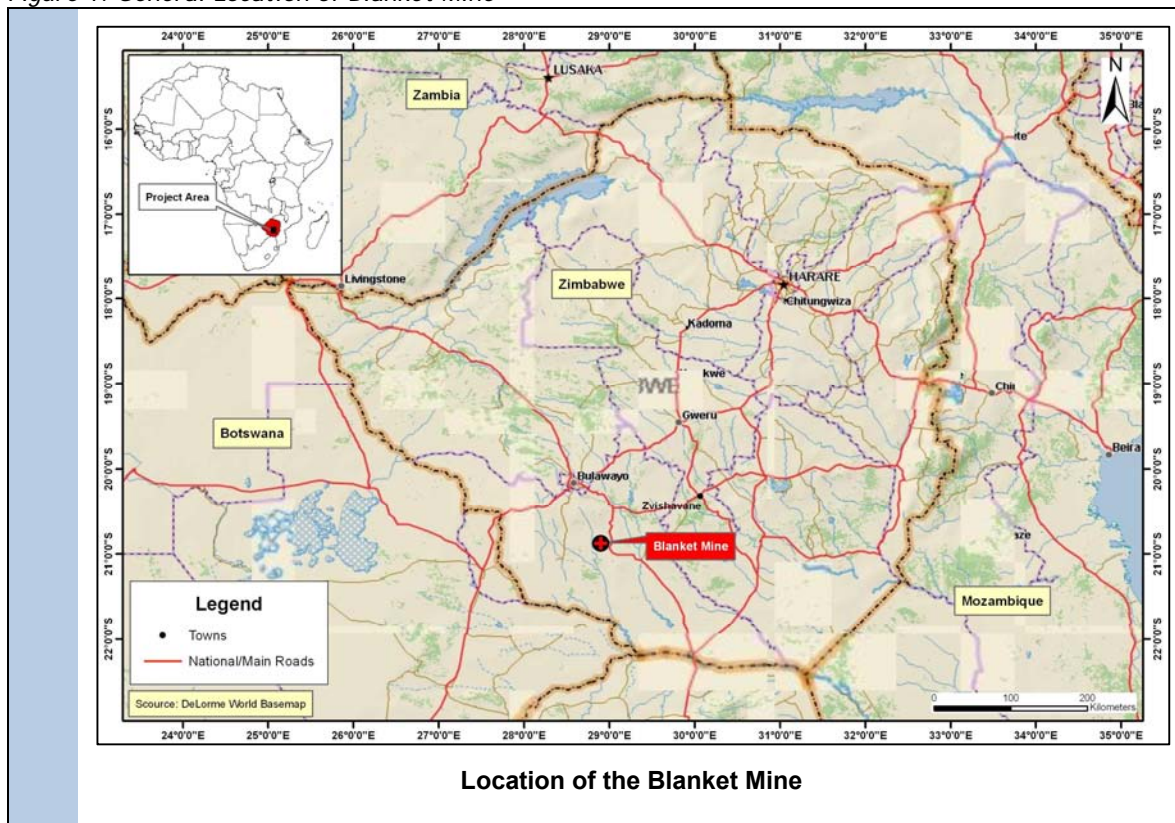 24°0'0"E 25°0'0"E 26°0'0"E 27°0'0"E 28°0'0"E 29°0'0"E 30°0'0"E 31°0'0"E 32°0'0"E 33°0'0"E 34°0'0"E 35°0'0"E
N
LUSAKA
Zambia
Project Area
16°0'0"S
17°0'0"S
18°0'0"S
19°0'0"S
20°0'0"S
21°0'0"S
22°0'0"S
16°0'0"S
17°0'0"S
18°0'0"S
19°0'0"S
20°0'0"S
21°0'0"S
22°0'0"S
Livingstone
Zimbabwe
HARARE
Chitungwiza
Kadoma
kwe
Chi
Botswana
Gweru
Beira
Bulawayo
Zvishavane
Blanket Mine
Mozambique
Legend
Towns
National/Main Roads
Scource: DeLorme World Basemap
0 100 200
Kilometers
24°0'0"E 25°0'0"E 26°0'0"E 27°0'0"E 28°0'0"E 29°0'0"E 30°0'0"E 31°0'0"E 32°0'0"E 33°0'0"E 34°0'0"E 35°0'0"E
Location of the Blanket Mine